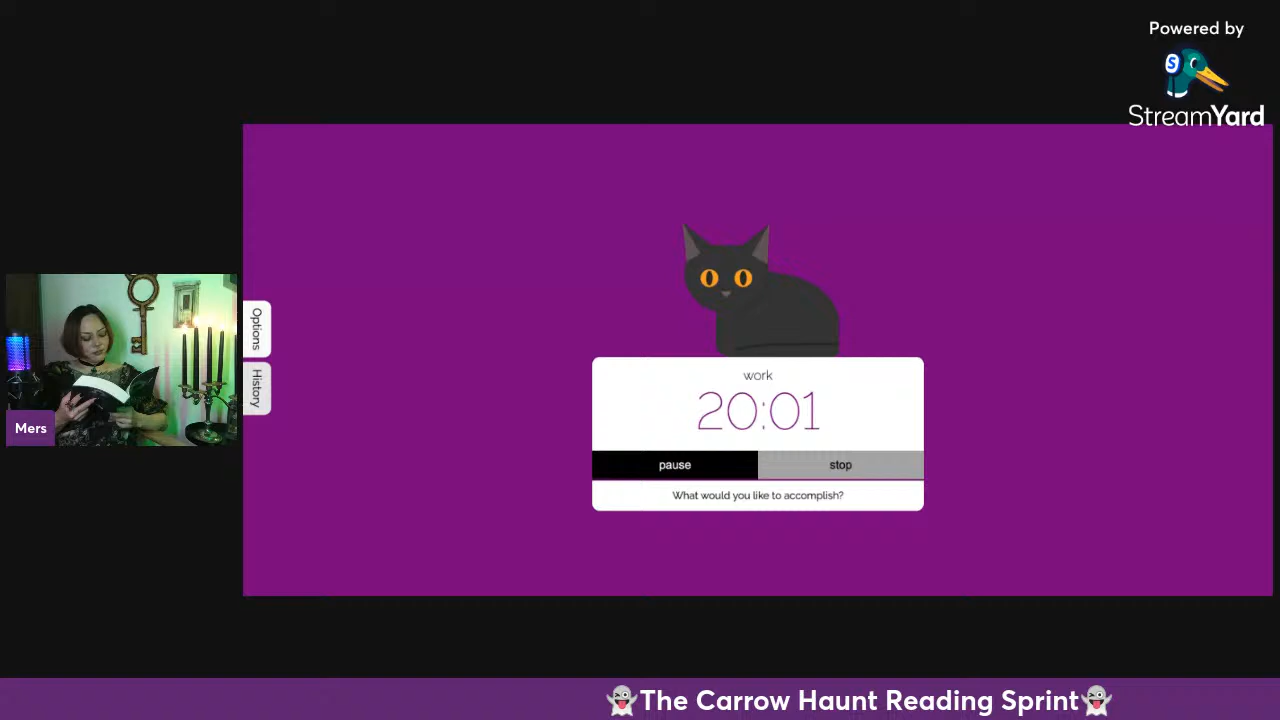 Powered by
S
StreamYard
Options
History
Mers
work
20:01
pause
stop
What would you like to accomplish?
👻The Carrow Haunt Reading Sprint👻